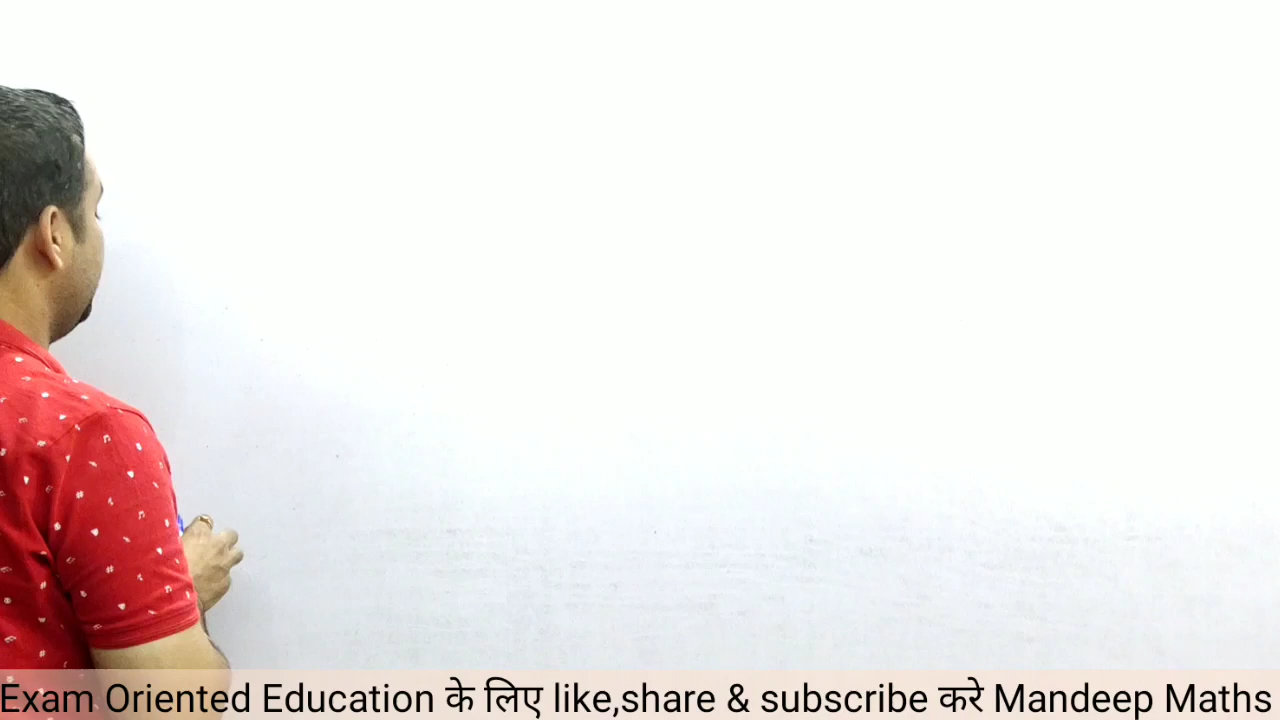 Exam Oriented Education के लिए like,share & subscribe करे Mandeep Maths